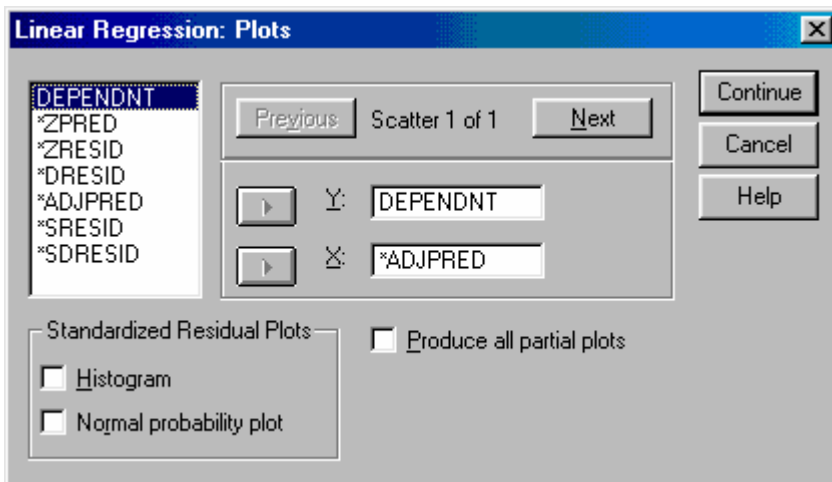 Linear Regression: Plots
DEPENDNT
*ZPRED
*ZRESID
*DRESID
*ADJPRED
*SRESID
*SDRESID
Previous
Scatter 1 of 1
Next
Y:
DEPENDNT
X:
*ADJPRED
Continue
Cancel
Help
Standardized Residual Plots
Histogram
Normal probability plot
Produce all partial plots